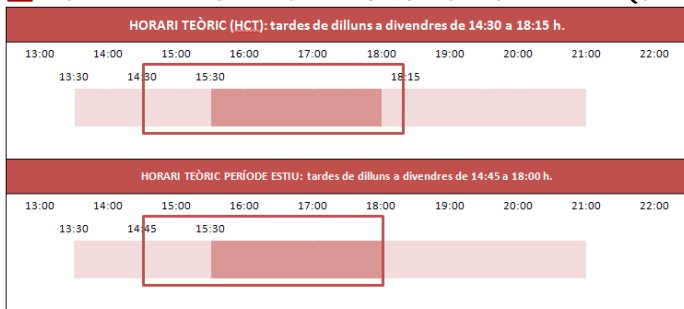 HORARI TEÒRIC (HCT): tardes de dilluns a divendres de 14:30 a 18:15 h.
13:00 14:00 15:00 16:00 17:00 18:00 19:00 20:00 21:00 22:00
13:30 14:30 15:30 18:15
HORARI TEÒRIC PERÍODE ESTIU: tardes de dilluns a divendres de 14:45 a 18:00 h.
13:00 14:00 15:00 16:00 17:00 18:00 19:00 20:00 21:00 22:00
13:30 14:45 15:30